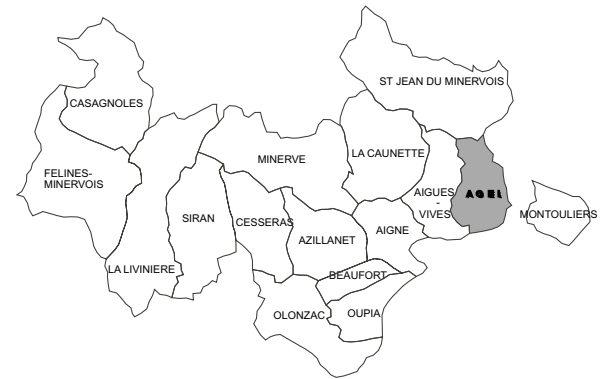 ST JEAN DU MINERVOIS
CASAGNOLES
LA CAUNETTE
MINERVE
FELINES-
MINERVOIS
AIGUES
-
VIVES
AGEL
MONTOULIERS
SIRAN
CESSERAS
AZILLANET
AIGNE
LA LIVINIERE
BEAUFORT
OLONZAC
OUPIA